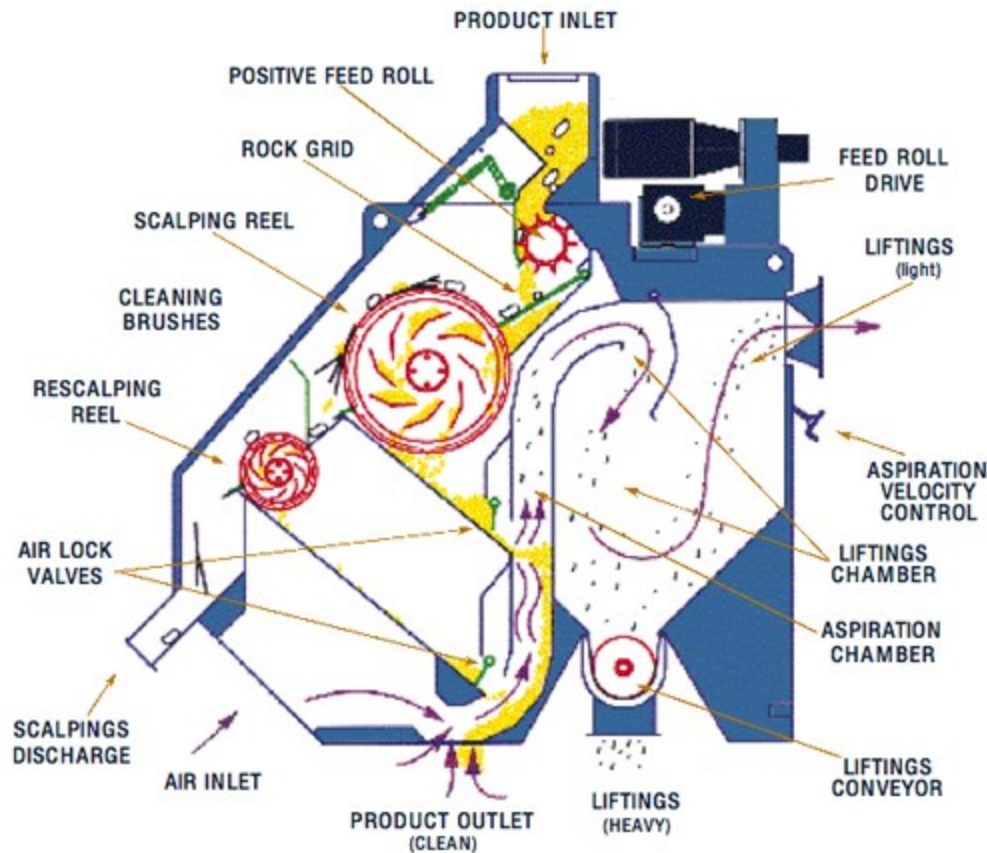 PRODUCT INLET
POSITIVE FEED ROLL
ROCK GRID
SCALPING REEL
CLEANING
BRUSHES
RESCALPING
REEL
AIR LOCK
VALVES
SCALPINGS
DISCHARGE
AIR INLET
PRODUCT OUTLET
(CLEAN)
LIFTINGS
(HEAVY)
FEED ROLL
DRIVE
LIFTINGS
(light)
ASPIRATION
VELOCITY
CONTROL
LIFTINGS
CHAMBER
ASPIRATION
CHAMBER
LIFTINGS
CONVEYOR